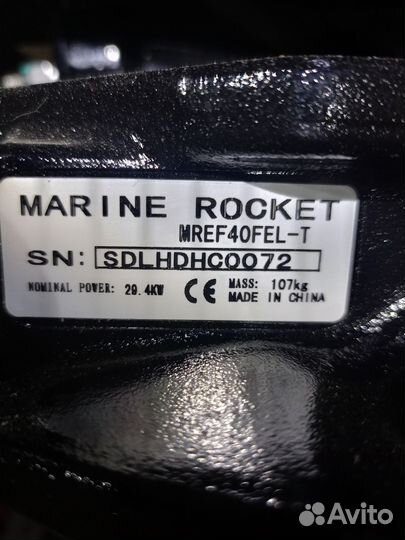 MARINE ROCKET
MREF40FEL-T
SN: SDLHDHC0072
NOMINAL POWER: 29.4KW CE MASS: 107kg
MADE IN CHINA
Avito